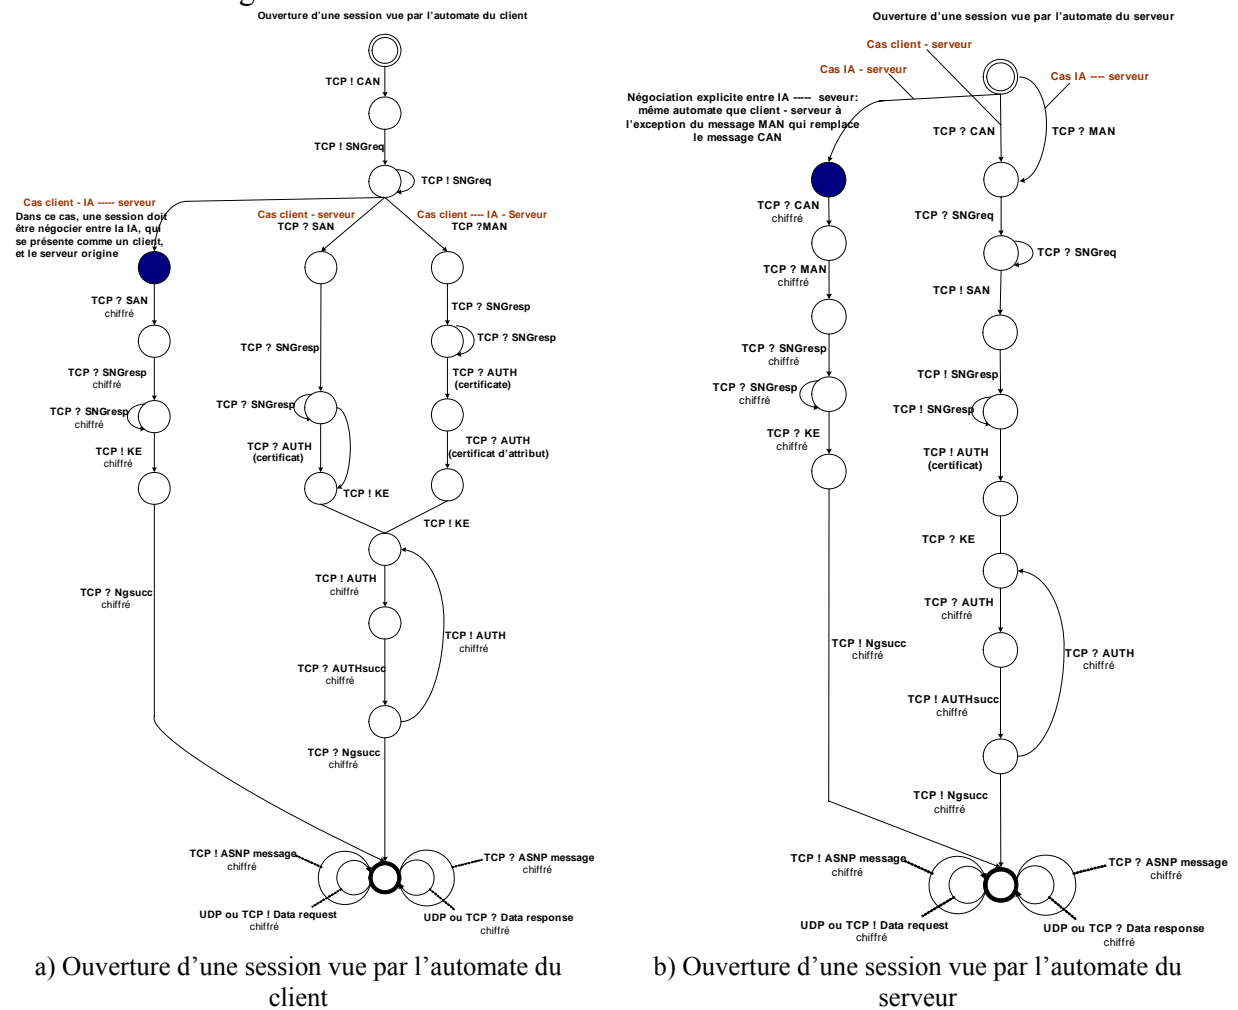 Ouverture d'une session vue par l'automate du client
TCP ! CAN
TCP ! SNGreq
TCP ! SNGreq
Cas client - IA ----- serveur
Dans ce cas, une session doit
être négocier entre la IA, qui
se présente comme un client,
et le serveur origine
Cas client - serveur
TCP ? SAN
Cas client ---- IA - Serveur
TCP ?MAN
TCP ? SAN
chiffré
TCP ? SNGresp
chiffré
TCP ? SNGresp
chiffré
TCP ! KE
chiffré
TCP ? Ngsucc
chiffré
TCP ? SNGresp
TCP ? SNGresp
TCP ? AUTH
(certificat)
TCP ! KE
TCP ? SNGresp
TCP ? SNGresp
TCP ? AUTH
(certificate)
TCP ? AUTH
(certificat d'attribut)
TCP ! KE
TCP ! AUTH
chiffré
TCP ! AUTH
chiffré
TCP ? AUTHsucc
chiffré
TCP ? Ngsucc
chiffré
TCP ! ASNP message
chiffré
TCP ? ASNP message
chiffré
UDP ou TCP ! Data request
chiffré
UDP ou TCP ? Data response
chiffré
a) Ouverture d'une session vue par l'automate du
client
Ouverture d'une session vue par l'automate du serveur
Cas client - serveur
Cas IA - serveur
Cas IA ---- serveur
Négociation explicite entre IA ----- seveur:
même automate que client - serveur à
l'exception du message MAN qui remplace
le message CAN
TCP ? CAN
TCP ? MAN
TCP ? CAN
chiffré
TCP ? MAN
chiffré
TCP ? SNGresp
chiffré
TCP ? SNGresp
chiffré
TCP ? KE
chiffré
TCP ! Ngsucc
chiffré
TCP ? SNGreq
TCP ? SNGreq
TCP ! SAN
TCP ! SNGresp
TCP ! SNGresp
TCP ! AUTH
(certificat)
TCP ? KE
TCP ? AUTH
chiffré
TCP ? AUTH
chiffré
TCP ! AUTHsucc
chiffré
TCP ! Ngsucc
chiffré
TCP ! ASNP message
chiffré
TCP ? ASNP message
chiffré
UDP ou TCP ! Data request
chiffré
UDP ou TCP ? Data response
chiffré
b) Ouverture d'une session vue par l'automate du
serveur